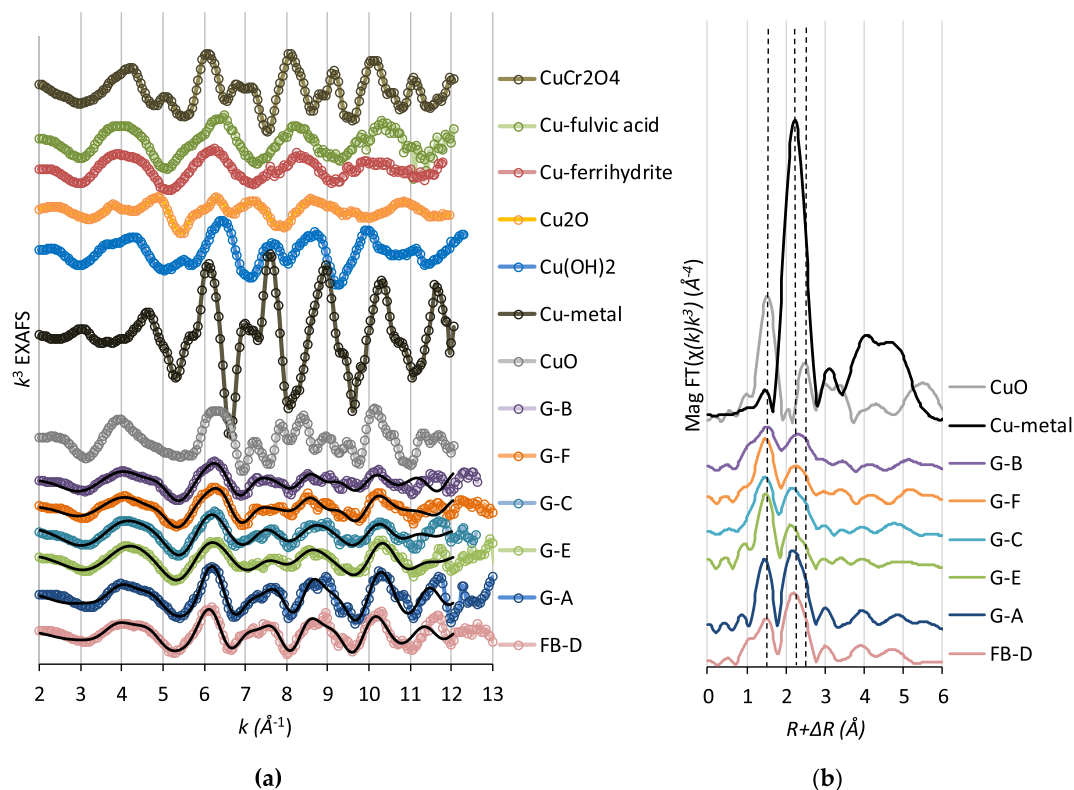 k3 EXAFS
CuCr2O4
Cu-fulvic acid
Cu-ferrihydrite
Cu2O
Cu(OH)2
Cu-metal
CuO
G-B
G-F
G-C
G-E
G-A
FB-D
2 3 4 5 6 7 8 9 10 11 12 13
k (Å-1)
(a)
Mag FT(χ(k)k3) (Å-4)
CuO
Cu-metal
G-B
G-F
G-C
G-E
G-A
FB-D
0 1 2 3 4 5 6
R+ΔR (Å)
(b)